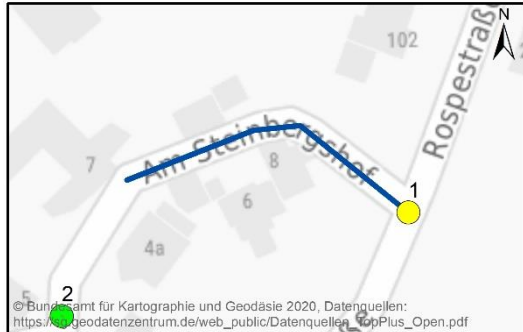 N
102
Rospestraße
Am Steinbergshof
7
8
1
6
4a
2
5
© Bundesamt für Kartographie und Geodäsie 2020, Datenquellen:
https://sg.geodatenzentrum.de/web_public/Datenquellen_TopPlus_Open.pdf